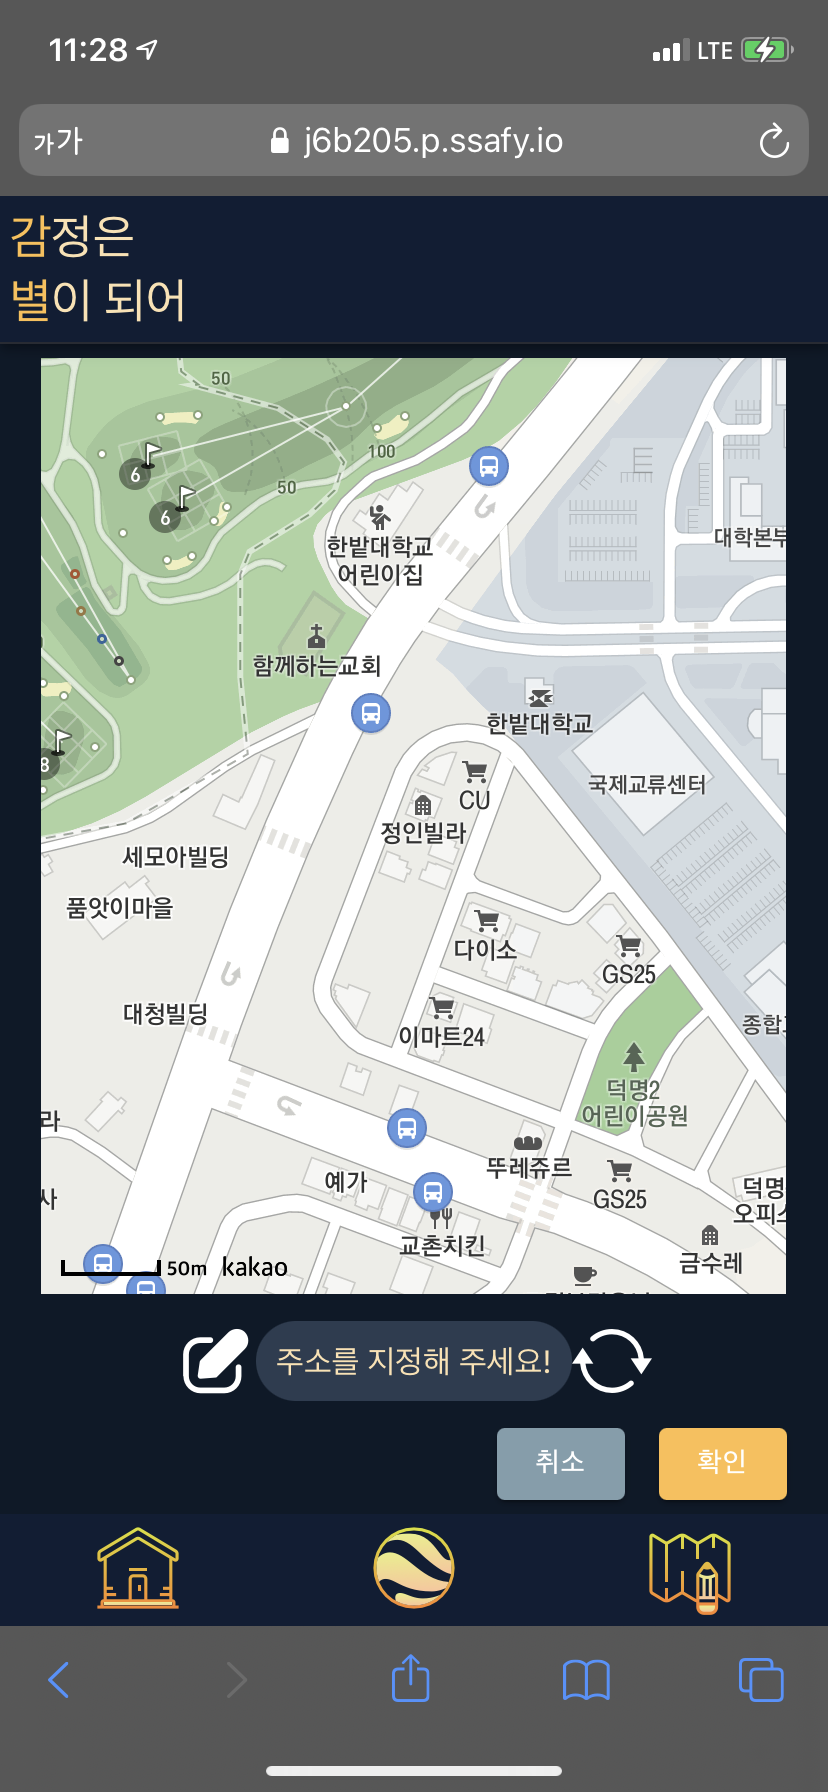 11:28
LTE
가가
j6b205.p.ssafy.io
감정은
별이 되어
50
100
50
6
6
한밭대학교
어린이집
대학본부
함께하는교회
한밭대학교
국제교류센터
8
CU
정인빌라
세모아빌딩
품앗이마을
다이소
GS25
대청빌딩
이마트24
종합
덕명2
어린이공원
라
뚜레쥬르
예가
GS25
사
덕명
오피스
교촌치킨
금수레
50m kakao
주소를 지정해 주세요!
취소
확인